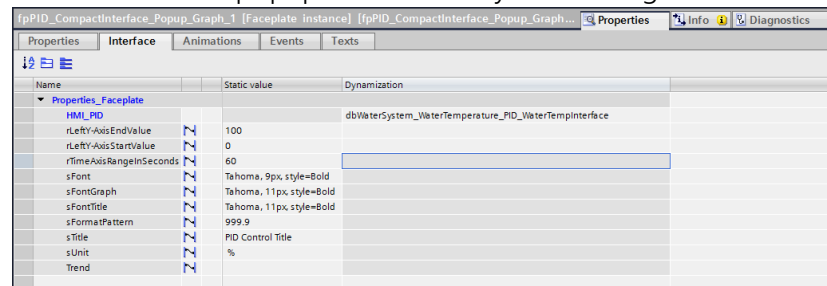 fpPID_CompactInterface_Popup_Graph_1 [Faceplate instance] [fpPID_CompactInterface_Popup_Graph... Properties Info Diagnostics
Properties Interface Animations Events Texts
Name Static value Dynamization
Properties_Faceplate
HMI_PID dbWaterSystem_WaterTemperature_PID_WaterTempInterface
rLeftY-AxisEndValue 100
rLeftY-AxisStartValue 0
rTimeAxisRangeInSeconds 60
sFont Tahoma, 9px, style=Bold
sFontGraph Tahoma, 11px, style=Bold
sFontTitle Tahoma, 11px, style=Bold
sFormatPattern 999.9
sTitle PID Control Title
sUnit %
Trend